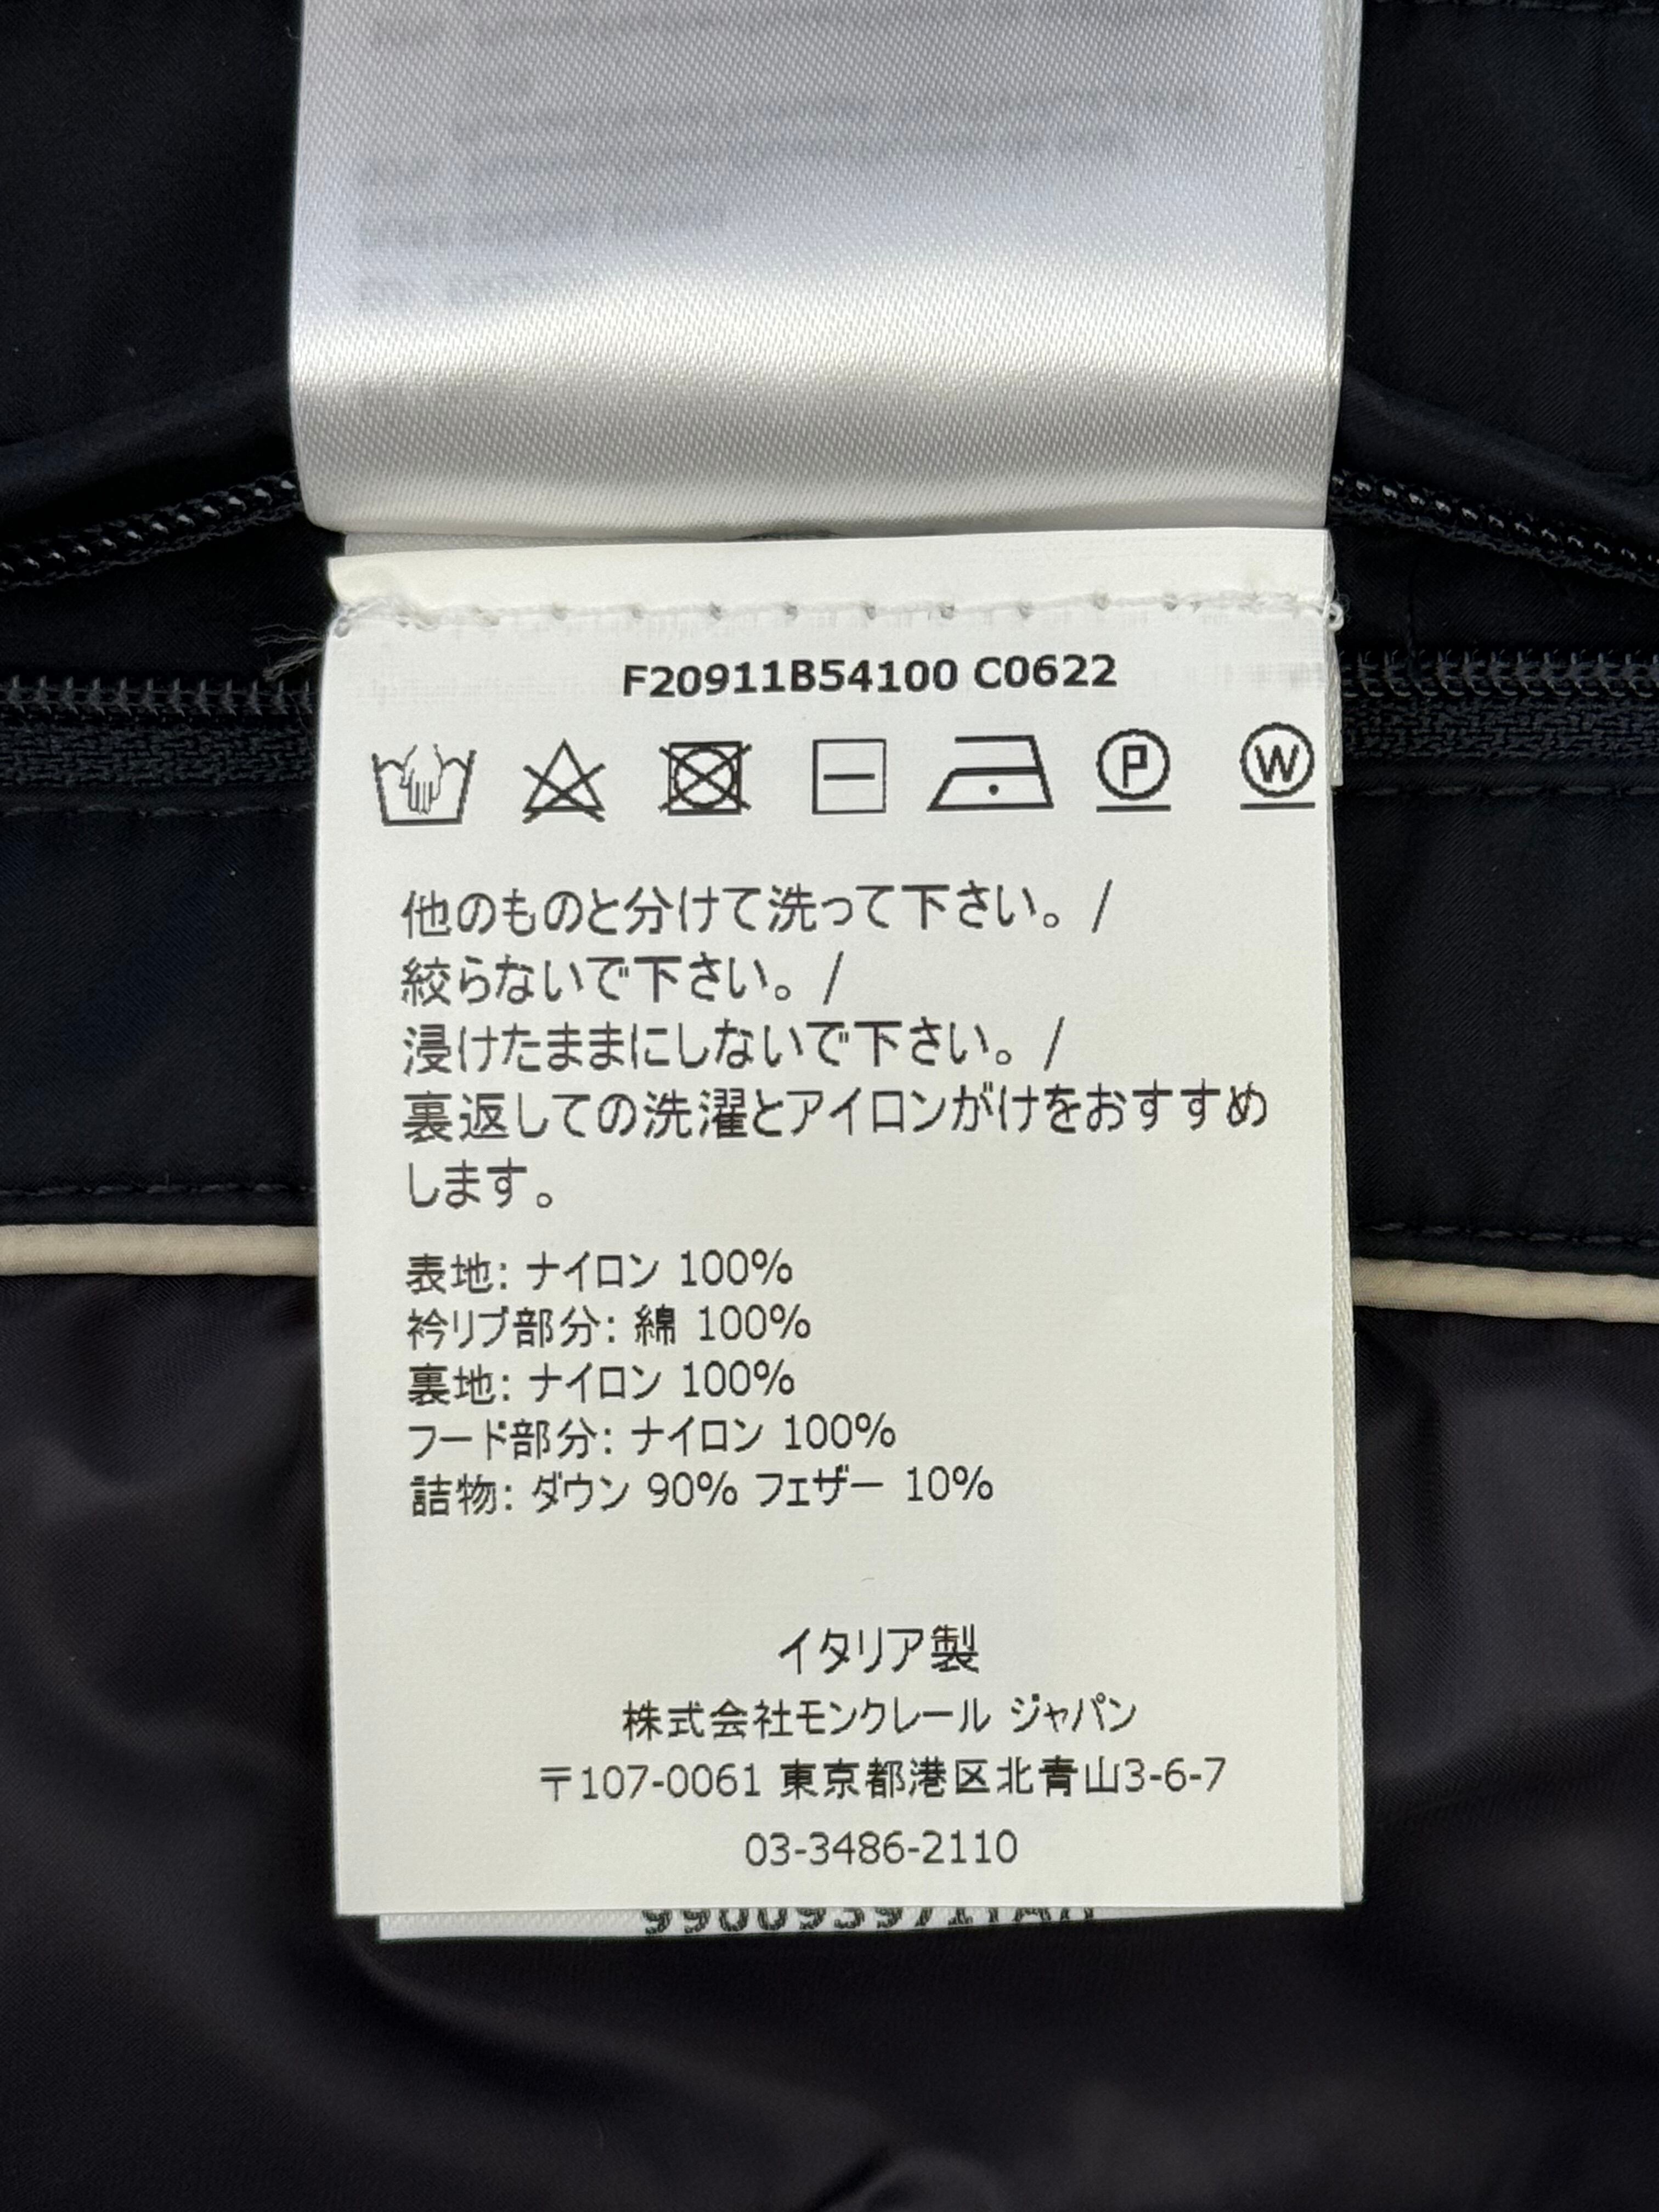 F20911B54100 C0622
P W
他のものと分けて洗って下さい。/
絞らないで下さい。/
浸けたままにしないで下さい。/
裏返しての洗濯とアイロンがけをおすすめ
します。
表地: ナイロン 100%
衿リブ部分: 綿 100%
裏地: ナイロン 100%
フード部分: ナイロン 100%
詰物: ダウン 90% フェザー 10%
イタリア製
株式会社モンクレール ジャパン
〒107-0061 東京都港区北青山3-6-7
03-3486-2110